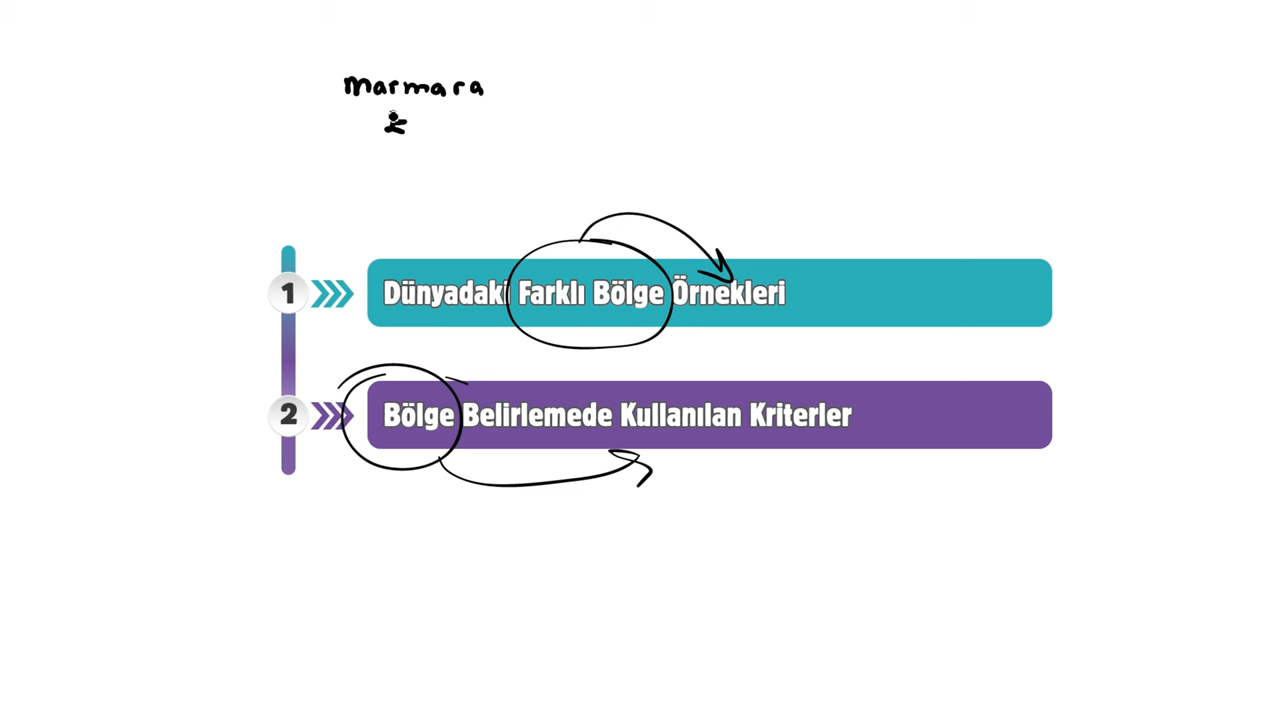 marmara
1 Dünyadaki Farklı Bölge Örnekleri
2 Bölge Belirlemede Kullanılan Kriterler